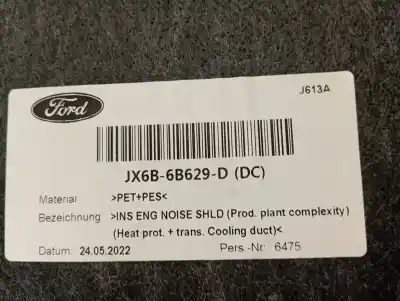 J613A
Ford
JX6B-6B629-D (DC)
Material >PET+PES<
Bezeichnung >INS ENG NOISE SHLD (Prod. plant complexity)
(Heat prot. + trans. Cooling duct)<
Datum: 24.05.2022 Pers.-Nr: 6475